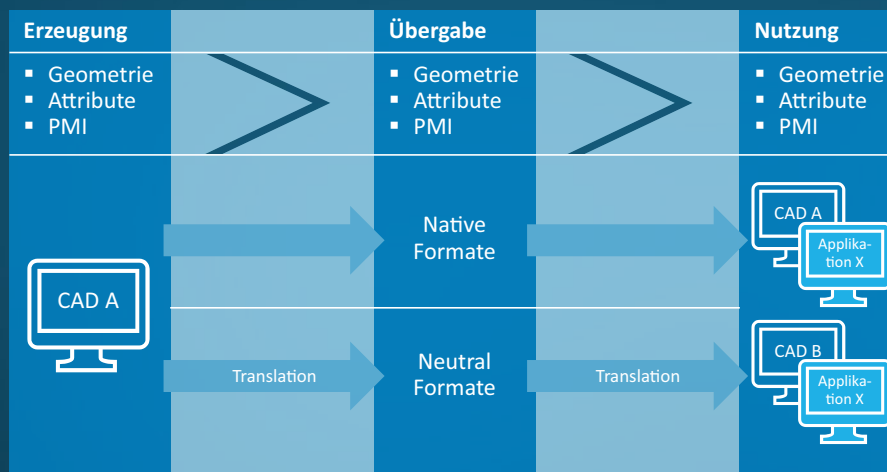 Erzeugung
Übergabe
Nutzung
▪ Geometrie
▪ Attribute
▪ PMI
▪ Geometrie
▪ Attribute
▪ PMI
▪ Geometrie
▪ Attribute
▪ PMI
CAD A
Native
Formate
CAD A
Applika-
tion X
Translation
Neutral
Formate
Translation
CAD B
Applika-
tion X